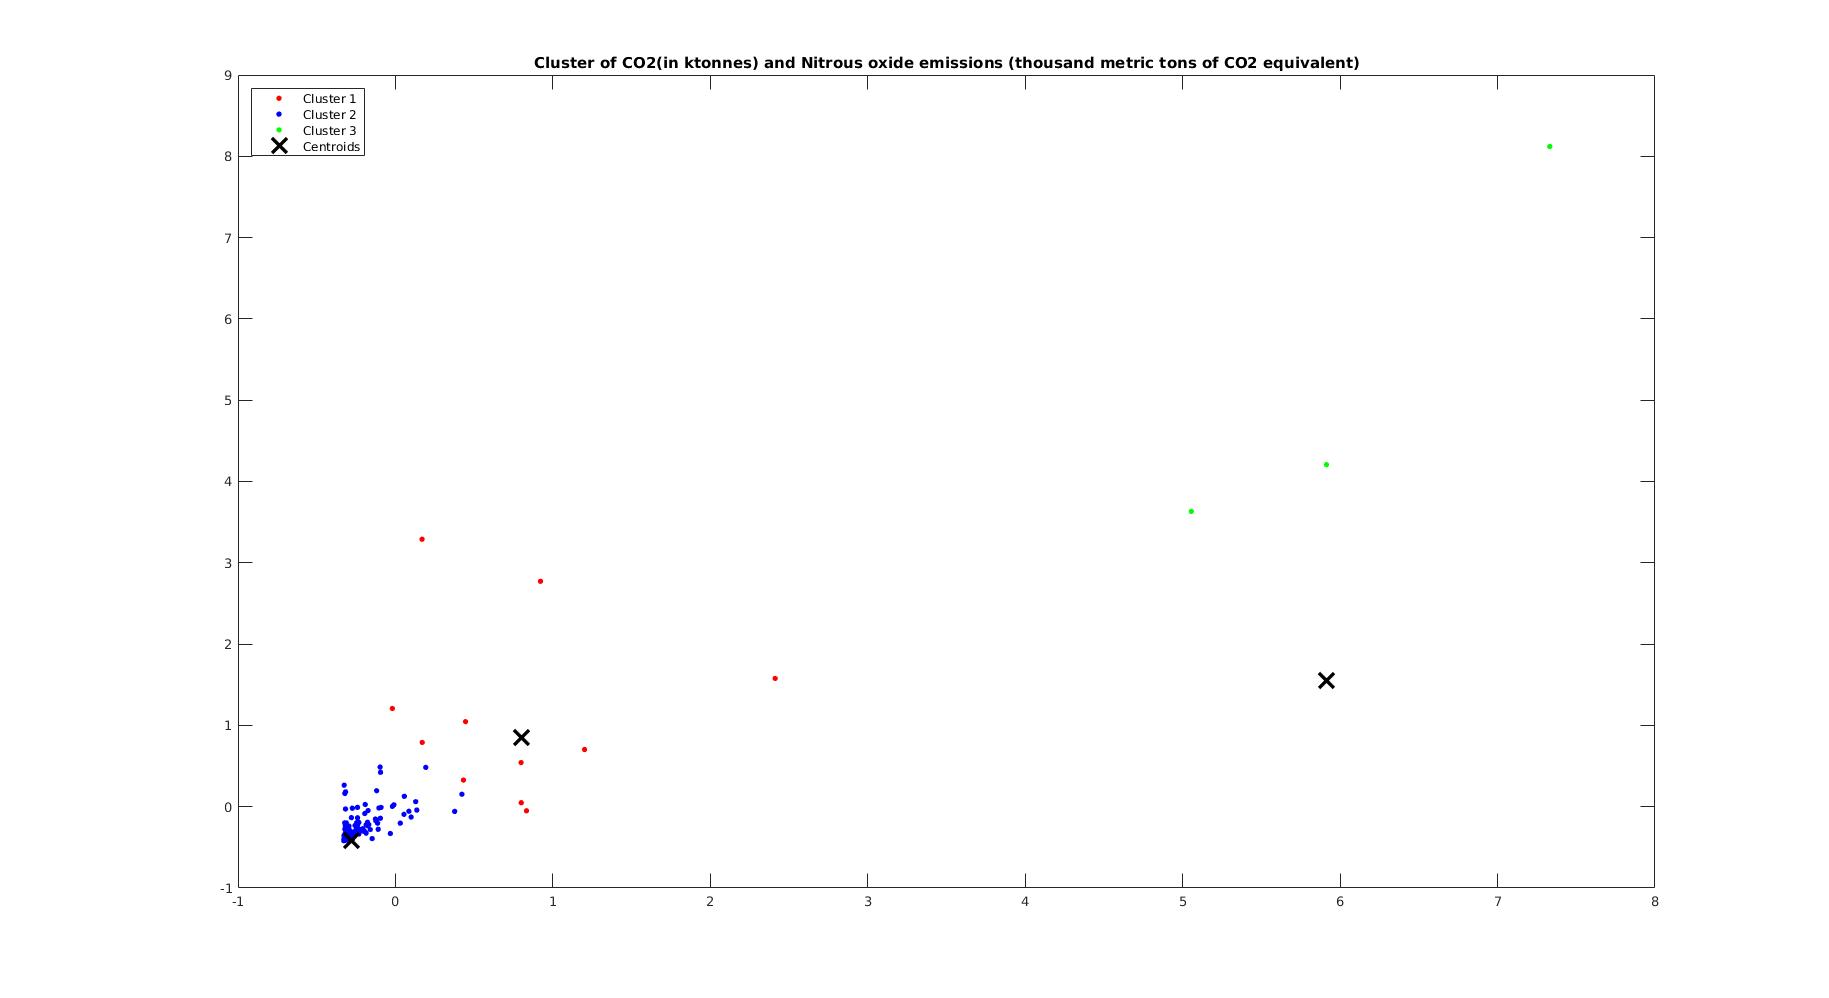 Cluster of CO2(in ktonnes) and Nitrous oxide emissions (thousand metric tons of CO2 equivalent)
9
Cluster 1
Cluster 2
Cluster 3
Centroids
8
7
6
5
4
3
2
1
0
-1
-1 0 1 2 3 4 5 6 7 8